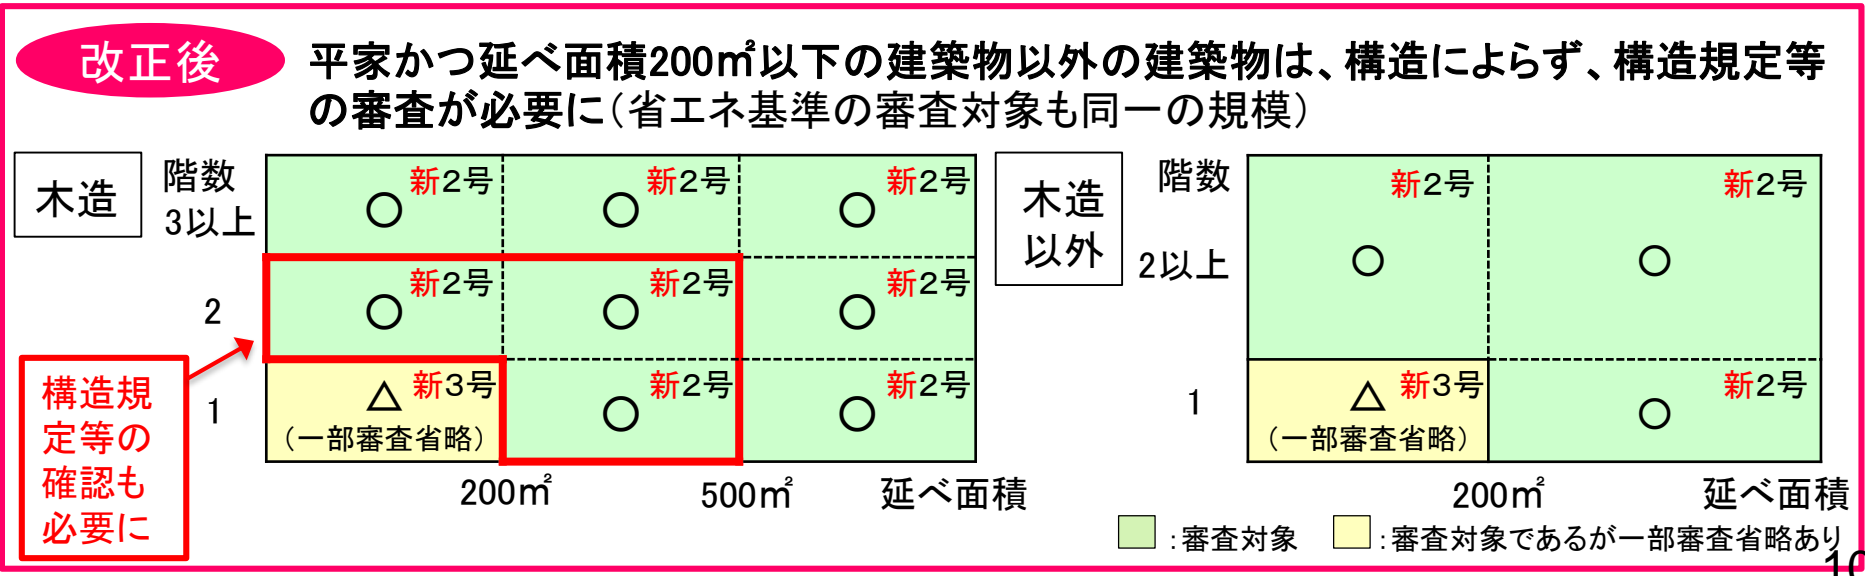 改正後
平家かつ延べ面積200㎡以下の建築物以外の建築物は、構造によらず、構造規定等
の審査が必要に（省エネ基準の審査対象も同一の規模）
木造
階数
3以上
新2号
○
新2号
○
新2号
○
2
新2号
○
新2号
○
新2号
○
1
新3号
△
（一部審査省略）
新2号
○
新2号
○
200㎡
500㎡
延べ面積
構造規
定等の
確認も
必要に
木造
以外
階数
2以上
新2号
○
新2号
○
1
新3号
△
（一部審査省略）
新2号
○
200㎡
延べ面積
：審査対象
：審査対象であるが一部審査省略あり